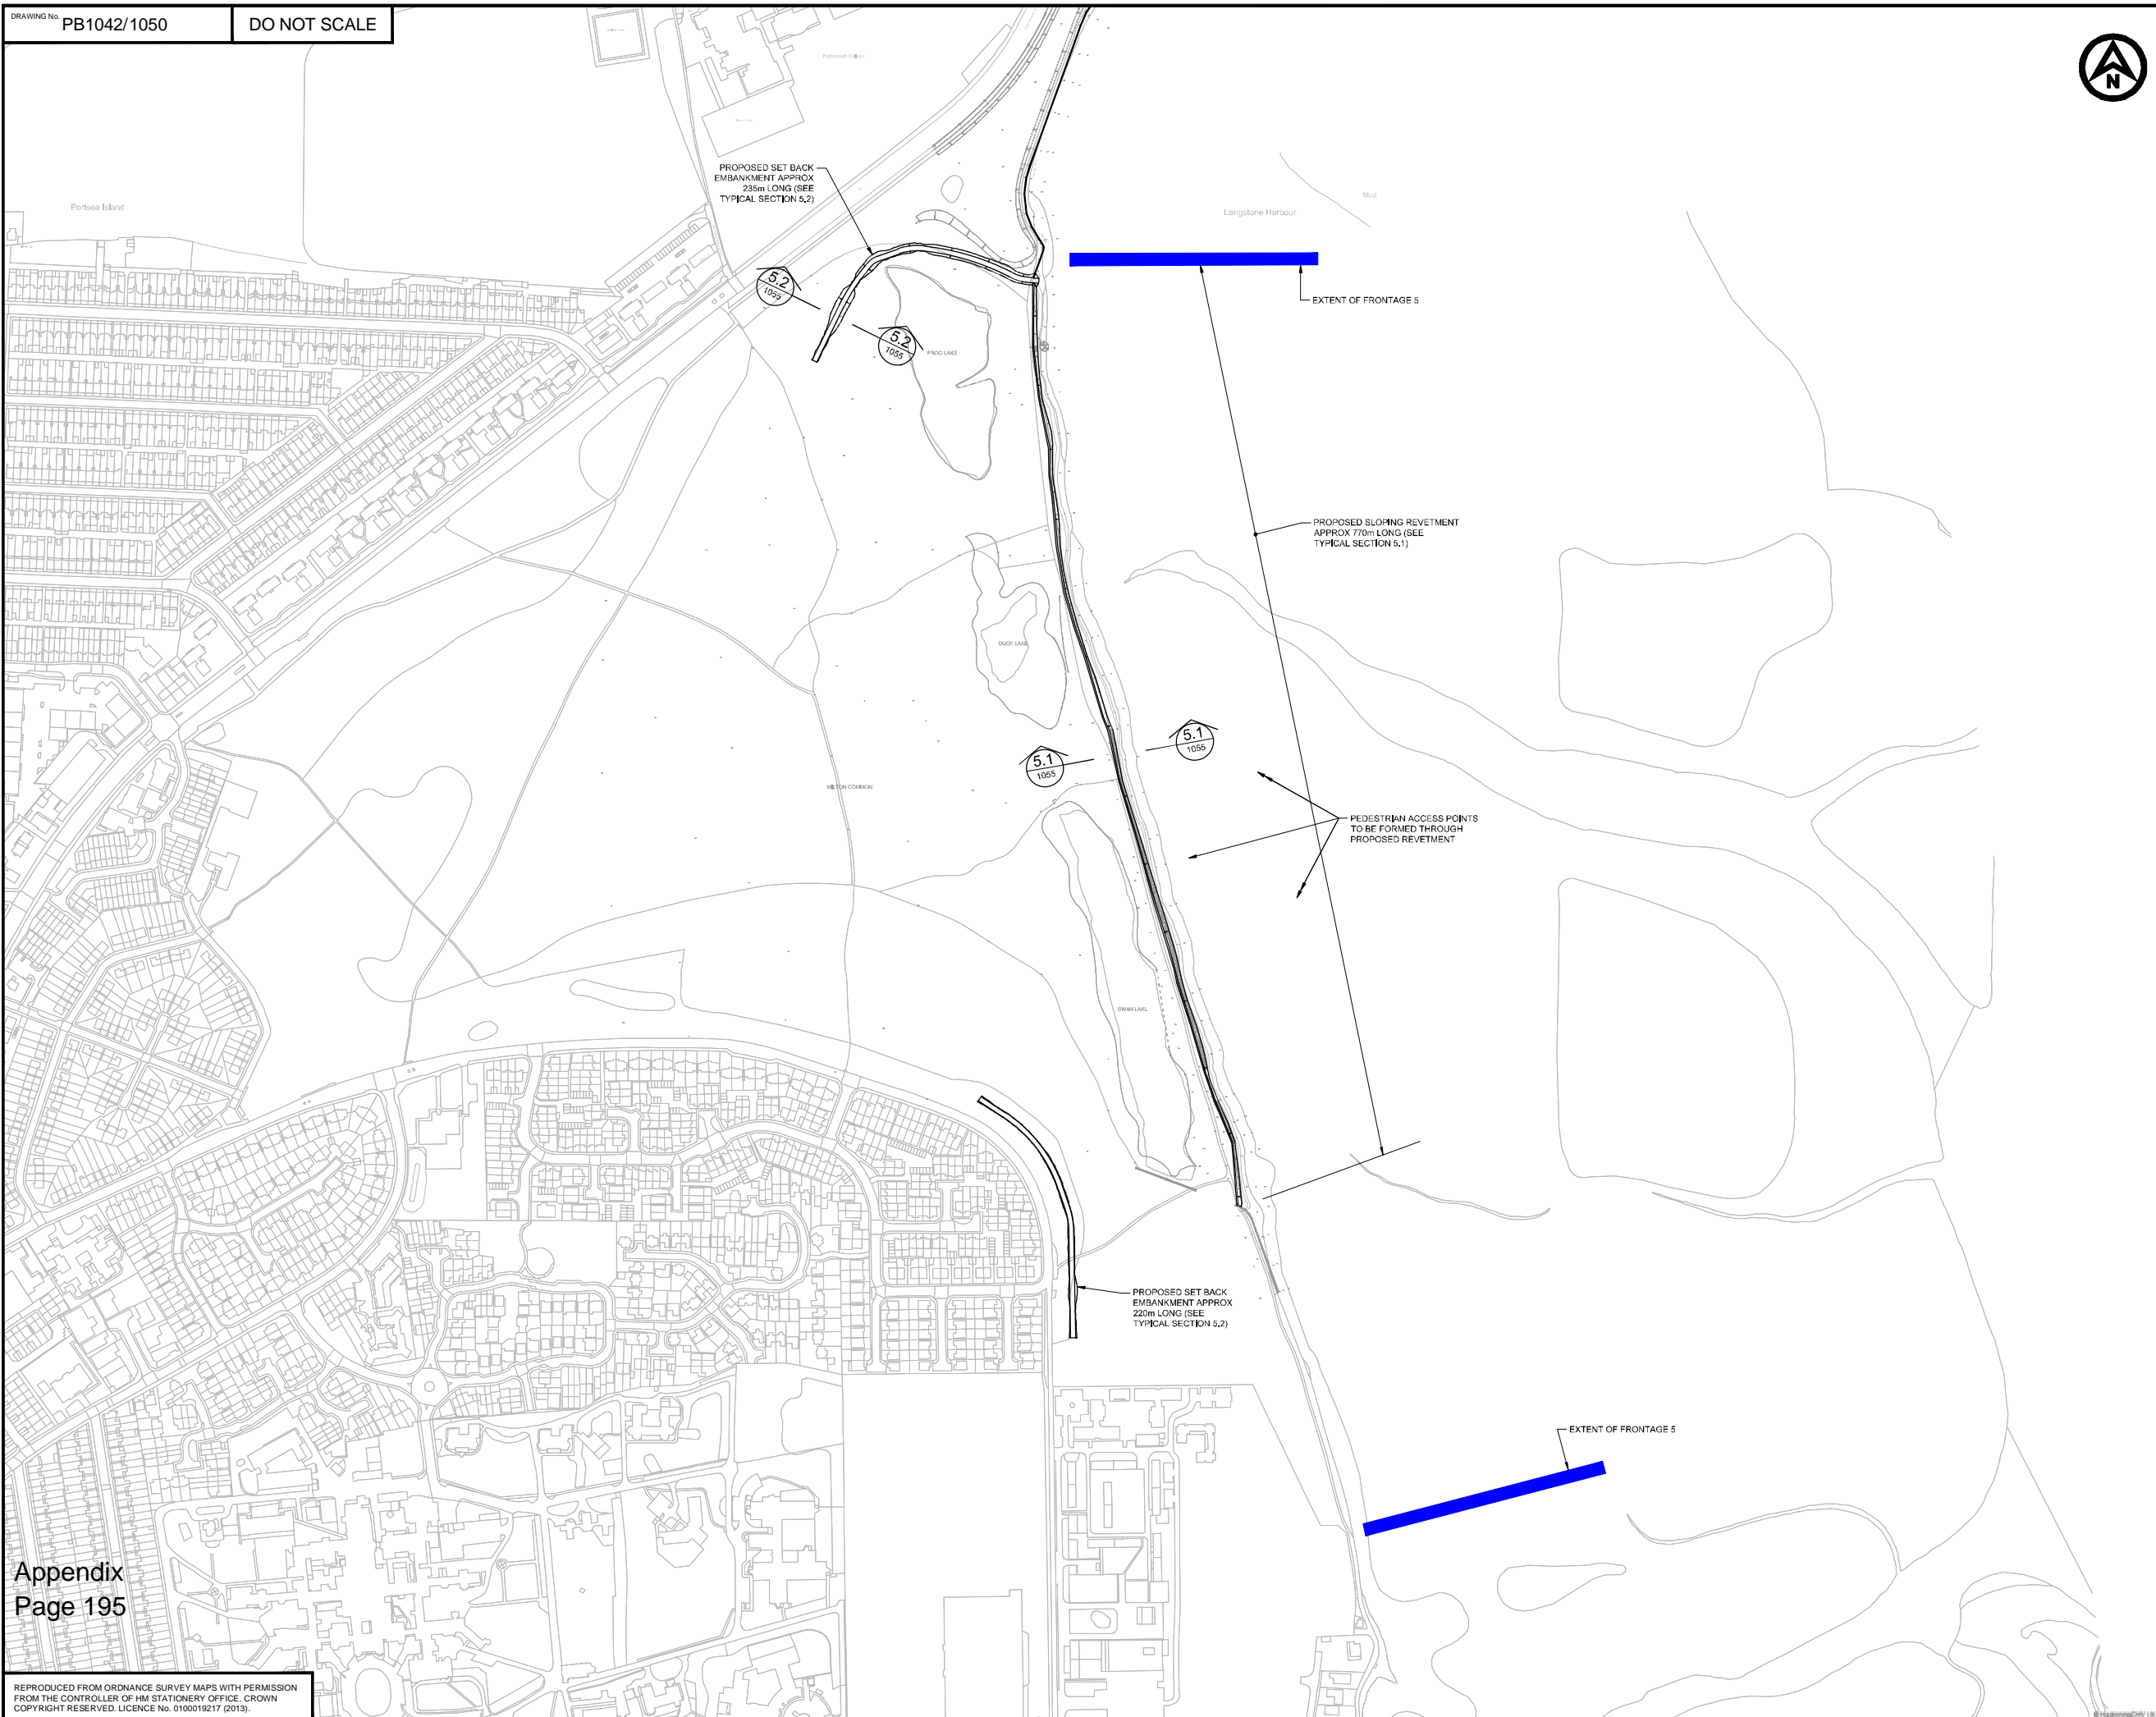 DRAWING No. PB1042/1050
DO NOT SCALE
N
Portsea Island
Langstone Harbour
Mud
PROPOSED SET BACK
EMBANKMENT APPROX
235m LONG (SEE
TYPICAL SECTION 5.2)
5.2
1055
5.2
1055
FROG LAKE
EXTENT OF FRONTAGE 5
PROPOSED SLOPING REVETMENT
APPROX 770m LONG (SEE
TYPICAL SECTION 5.1)
DUCK LAKE
5.1
1055
5.1
1055
MILTON COMMON
PEDESTRIAN ACCESS POINTS
TO BE FORMED THROUGH
PROPOSED REVETMENT
SWAN LAKE
PROPOSED SET BACK
EMBANKMENT APPROX
220m LONG (SEE
TYPICAL SECTION 5.2)
EXTENT OF FRONTAGE 5
Appendix
Page 195
REPRODUCED FROM ORDNANCE SURVEY MAPS WITH PERMISSION
FROM THE CONTROLLER OF HM STATIONERY OFFICE. CROWN
COPYRIGHT RESERVED. LICENCE No. 0100019217 (2013).